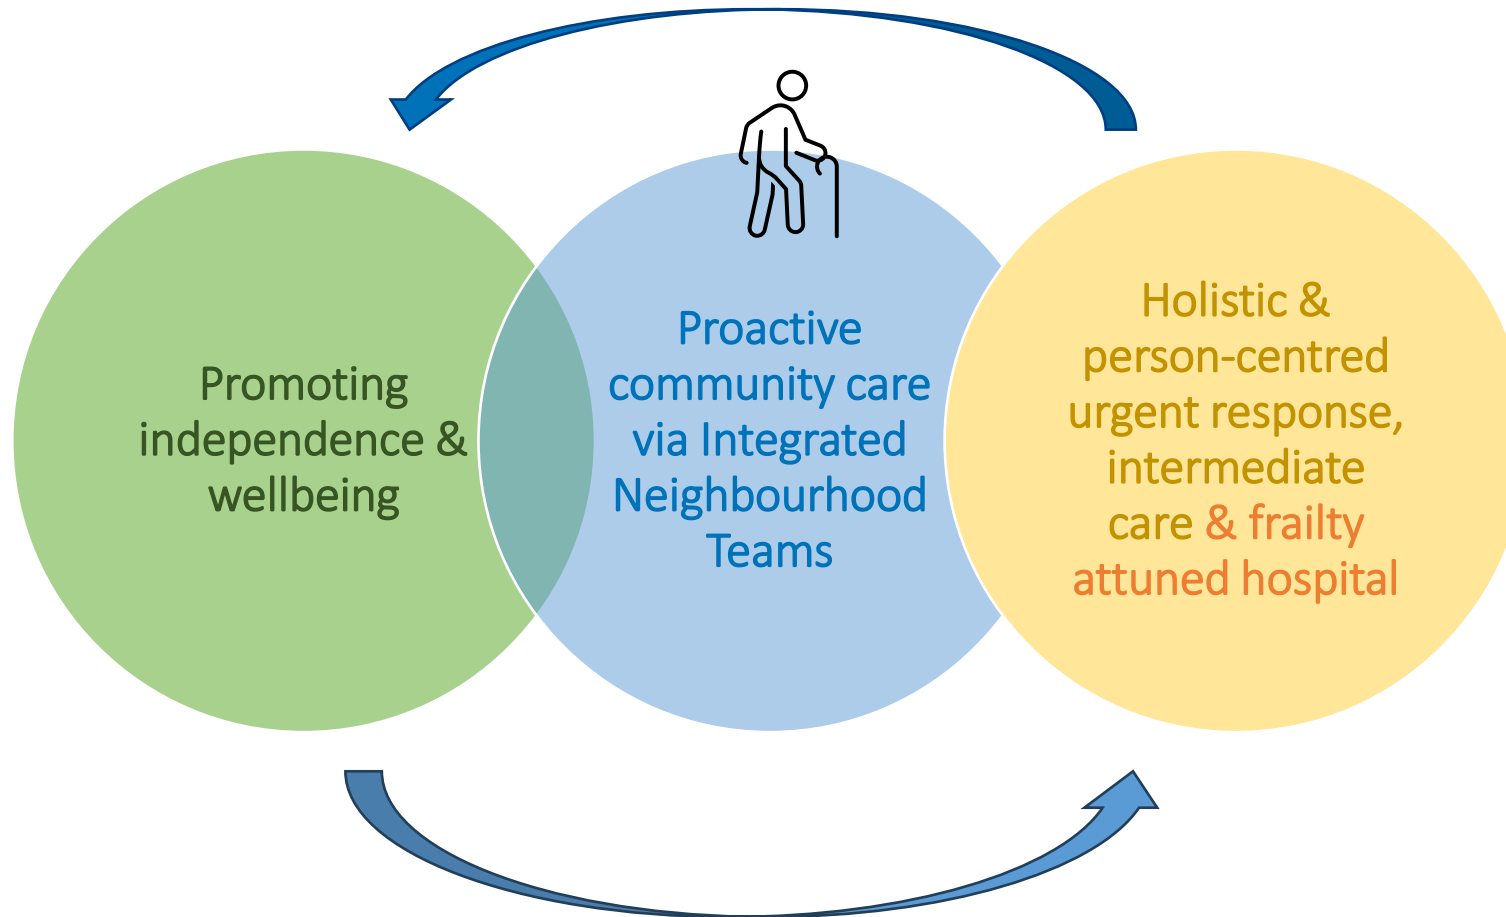 Promoting
independence &
wellbeing
Proactive
community care
via Integrated
Neighbourhood
Teams
Holistic &
person-centred
urgent response,
intermediate
care & frailty
attuned hospital